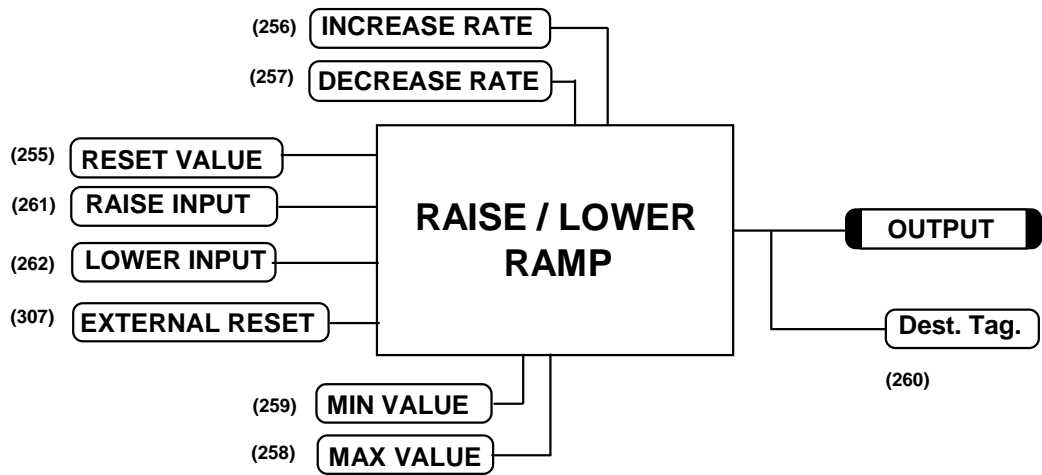 (256) INCREASE RATE
(257) DECREASE RATE
(255) RESET VALUE
(261) RAISE INPUT
(262) LOWER INPUT
(307) EXTERNAL RESET
RAISE / LOWER
RAMP
OUTPUT
Dest. Tag.
(260)
(259) MIN VALUE
(258) MAX VALUE